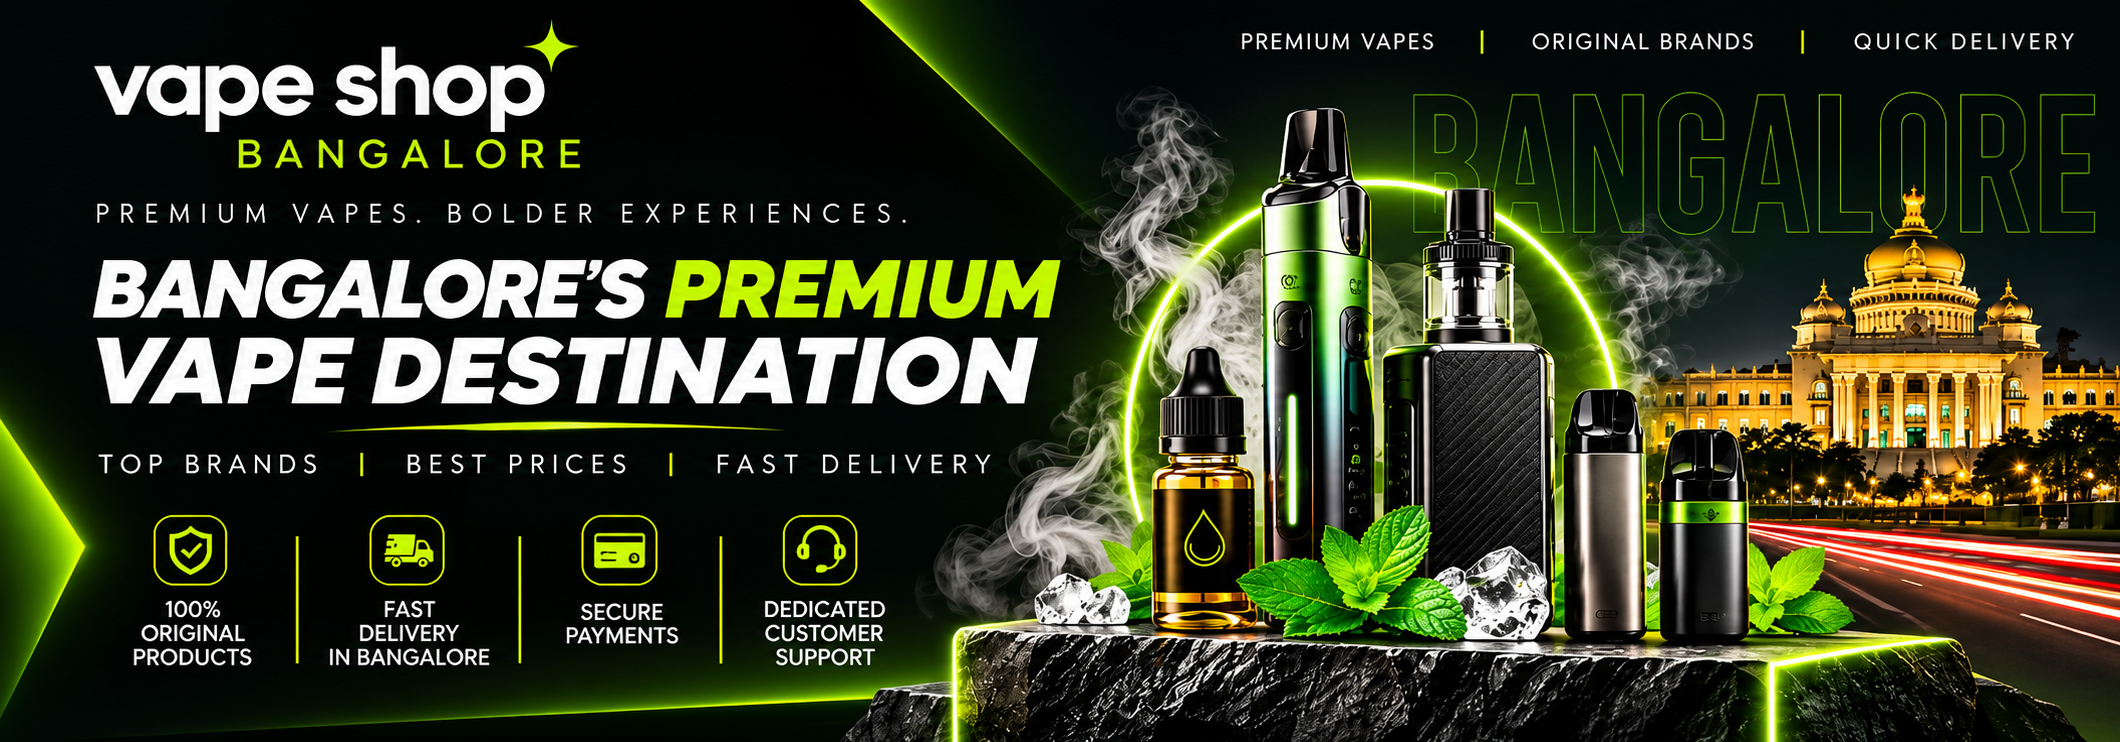 vape shop
BANGALORE
PREMIUM VAPES. BOLDER EXPERIENCES.
BANGALORE'S PREMIUM
VAPE DESTINATION
TOP BRANDS | BEST PRICES | FAST DELIVERY
100%
ORIGINAL
PRODUCTS
FAST
DELIVERY
IN BANGALORE
SECURE
PAYMENTS
DEDICATED
CUSTOMER
SUPPORT
PREMIUM VAPES | ORIGINAL BRANDS | QUICK DELIVERY
BANGALORE